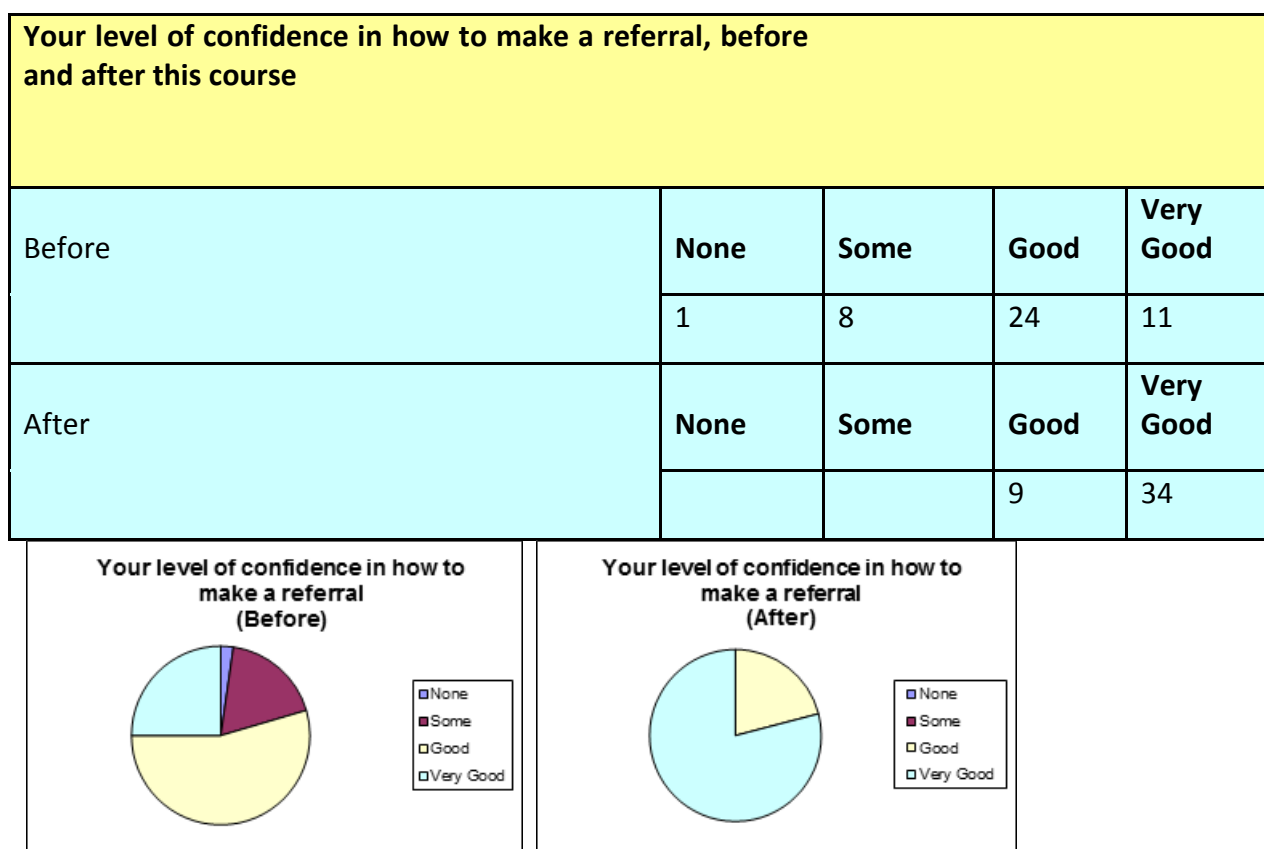 Your level of confidence in how to make a referral, before
and after this course
Before
None Some Good Very Good
1 8 24 11
After
None Some Good Very Good
9 34
Your level of confidence in how to
make a referral
(Before)
None
Some
Good
Very Good
Your level of confidence in how to
make a referral
(After)
None
Some
Good
Very Good